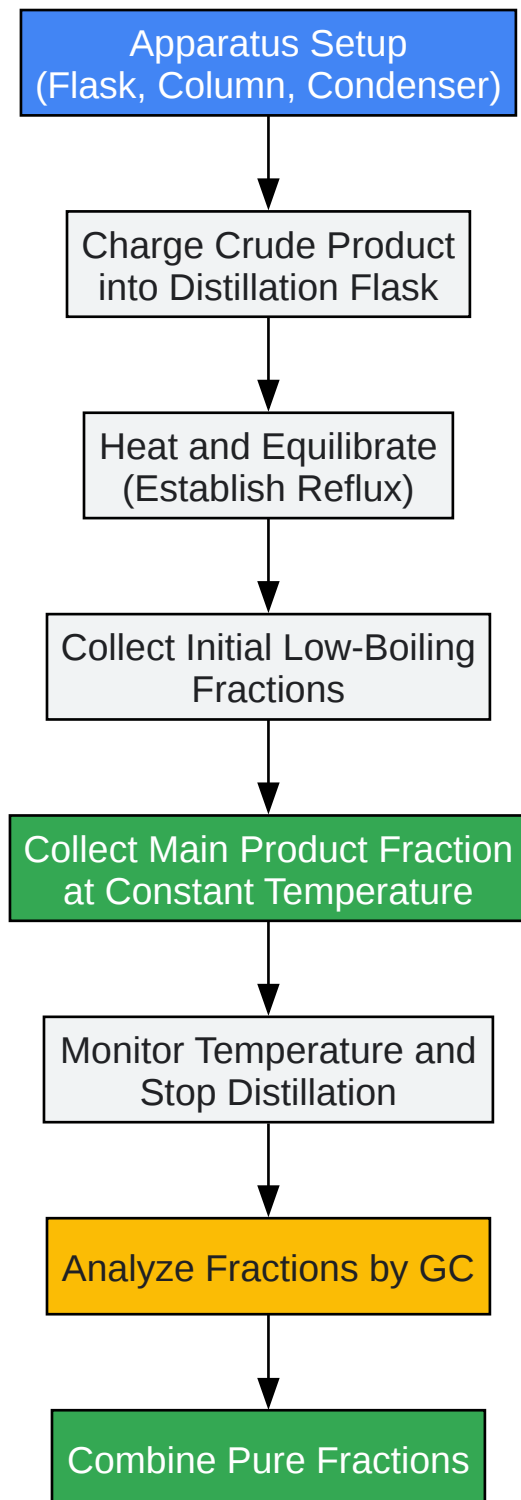 Apparatus Setup
(Flask, Column, Condenser)
Charge Crude Product
into Distillation Flask
Heat and Equilibrate
(Establish Reflux)
Collect Initial Low-Boiling
Fractions
Collect Main Product Fraction
at Constant Temperature
Monitor Temperature and
Stop Distillation
Analyze Fractions by GC
Combine Pure Fractions